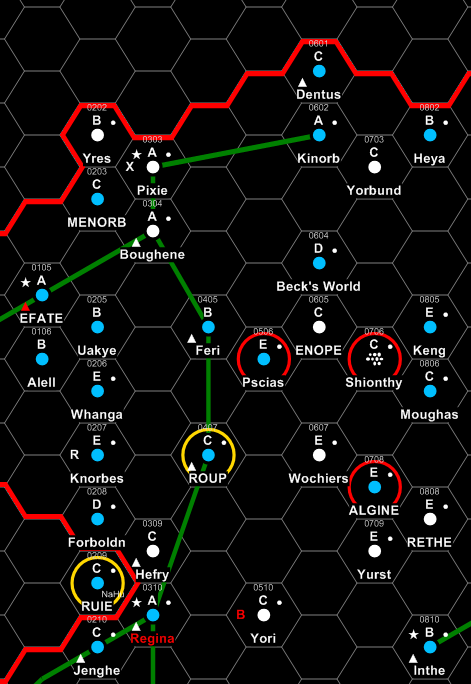 0601
C
Dentus
0202
B
Yres
0602
A
Kinorb
0802
B
Heya
0303
A
X
Pixie
0703
C
Yorbund
0203
C
MENORB
0304
A
Boughene
0604
D
Beck's World
0105
A
EFATE
0205
B
Uakye
0405
B
Feri
0605
C
ENOPE
0805
E
Keng
0106
B
Alell
0506
E
Pscias
0706
C
Shionthy
0206
E
Whanga
0806
C
Moughas
0207
E
R
Knorbes
0407
C
ROUP
0607
E
Wochiers
0708
E
ALGINE
0208
D
Forboldn
0808
E
RETHE
0309
C
Hefry
0709
E
Yurst
0209
C
NaHu
RUIE
0310
A
Regina
0510
C
B
Yori
0210
C
Jenghe
0810
B
Inthe